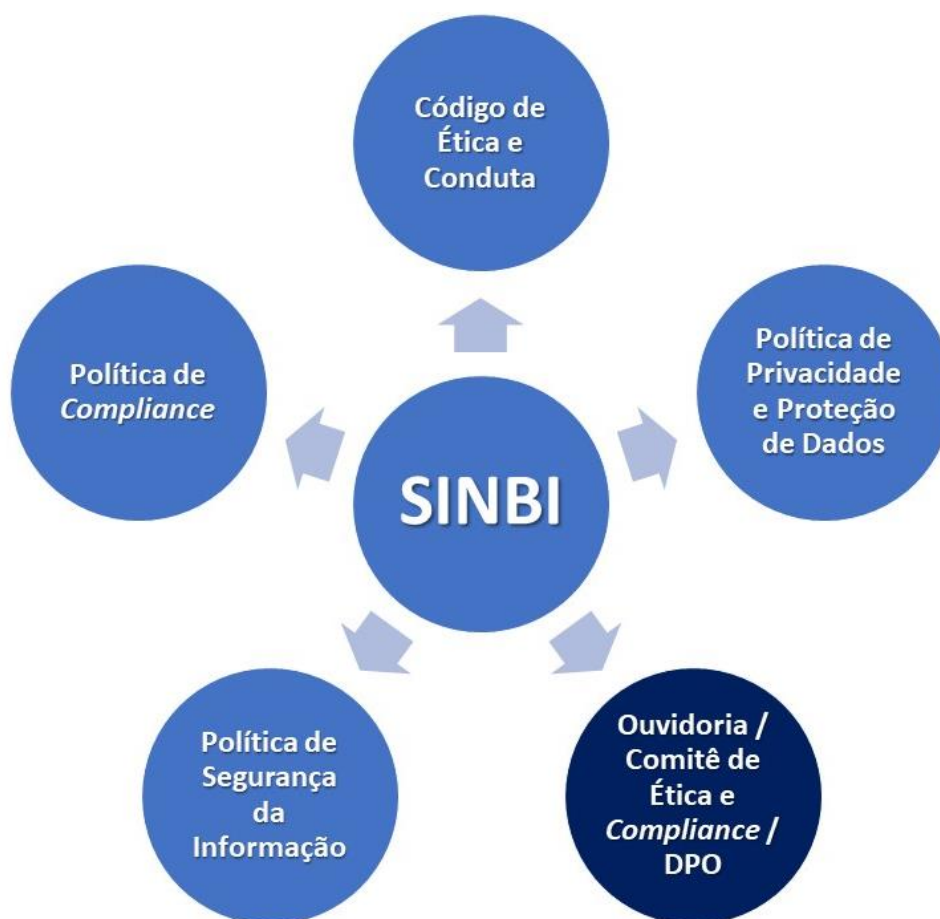 Código de
Ética e
Conduta
Política de
Compliance
Política de
Privacidade
e Proteção
de Dados
SINBI
Política de
Segurança
da
Informação
Ouvidoria /
Comitê de
Ética e
Compliance /
DPO